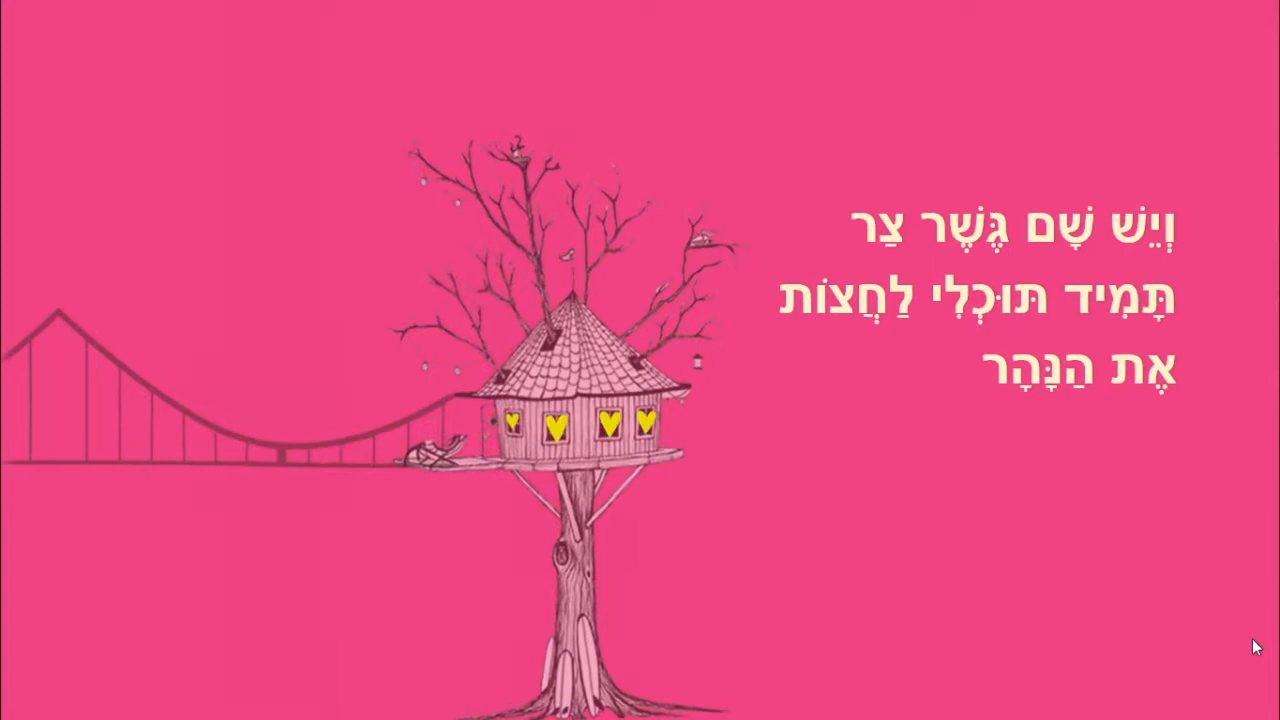 וְיֵשׁ שָׁם גֶּשֶׁר צַר
תָּמִיד תּוּכְלִי לַחֲצוֹת
אֶת הַנָּהָר